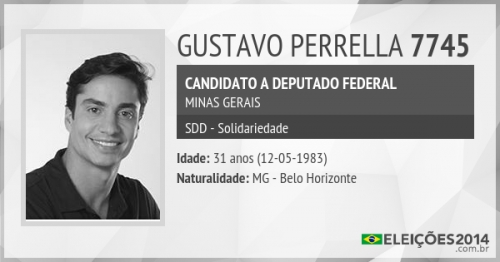 GUSTAVO PERRELLA 7745
CANDIDATO A DEPUTADO FEDERAL
MINAS GERAIS
SDD - Solidariedade
Idade: 31 anos (12-05-1983)
Naturalidade: MG - Belo Horizonte
ELEIÇÕES2014
.com.br